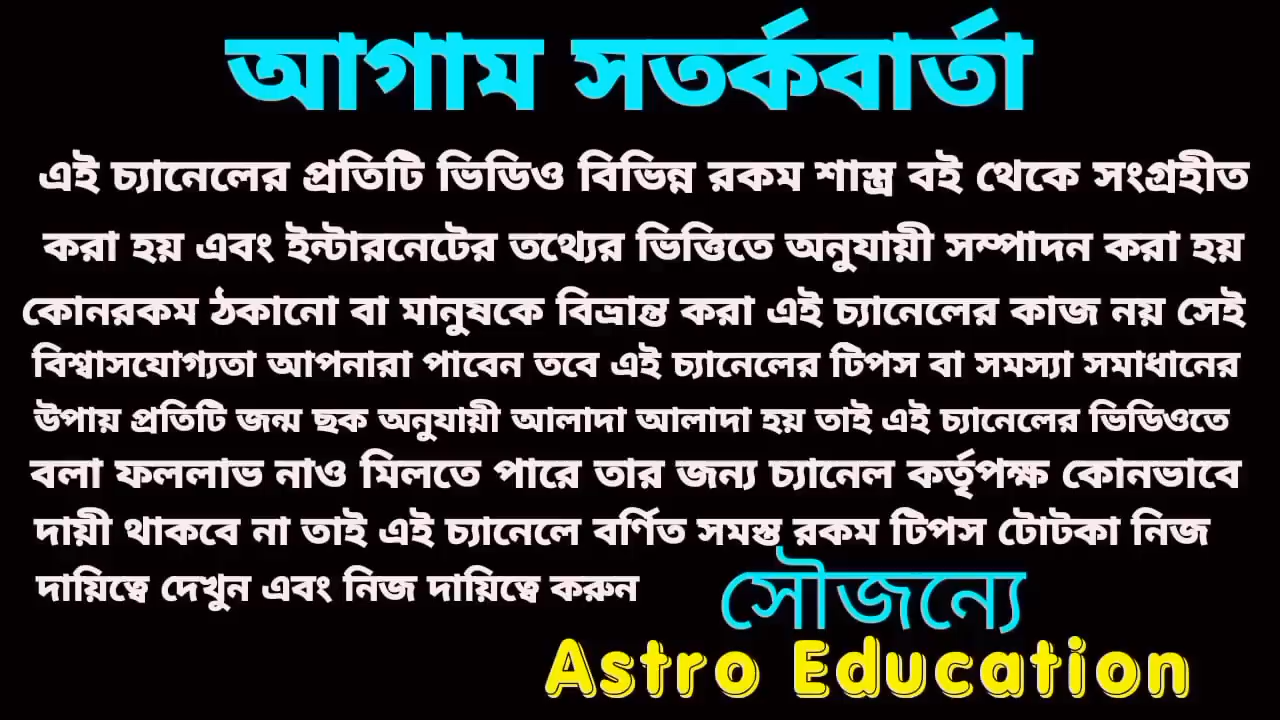 আগাম সতর্কবার্তা
এই চ্যানেলের প্রতিটি ভিডিও বিভিন্ন রকম শাস্ত্র বই থেকে সংগ্রহীত
করা হয় এবং ইন্টারনেটের তথ্যের ভিত্তিতে অনুযায়ী সম্পাদন করা হয়
কোনরকম ঠকানো বা মানুষকে বিভ্রান্ত করা এই চ্যানেলের কাজ নয় সেই
বিশ্বাসযোগ্যতা আপনারা পাবেন তবে এই চ্যানেলের টিপস বা সমস্যা সমাধানের
উপায় প্রতিটি জন্ম ছক অনুযায়ী আলাদা আলাদা হয় তাই এই চ্যানেলের ভিডিওতে
বলা ফললাভ নাও মিলতে পারে তার জন্য চ্যানেল কর্তৃপক্ষ কোনভাবে
দায়ী থাকবে না তাই এই চ্যানেলে বর্ণিত সমস্ত রকম টিপস টোটকা নিজ
দায়িত্বে দেখুন এবং নিজ দায়িত্বে করুন
সৌজন্যে
Astro Education